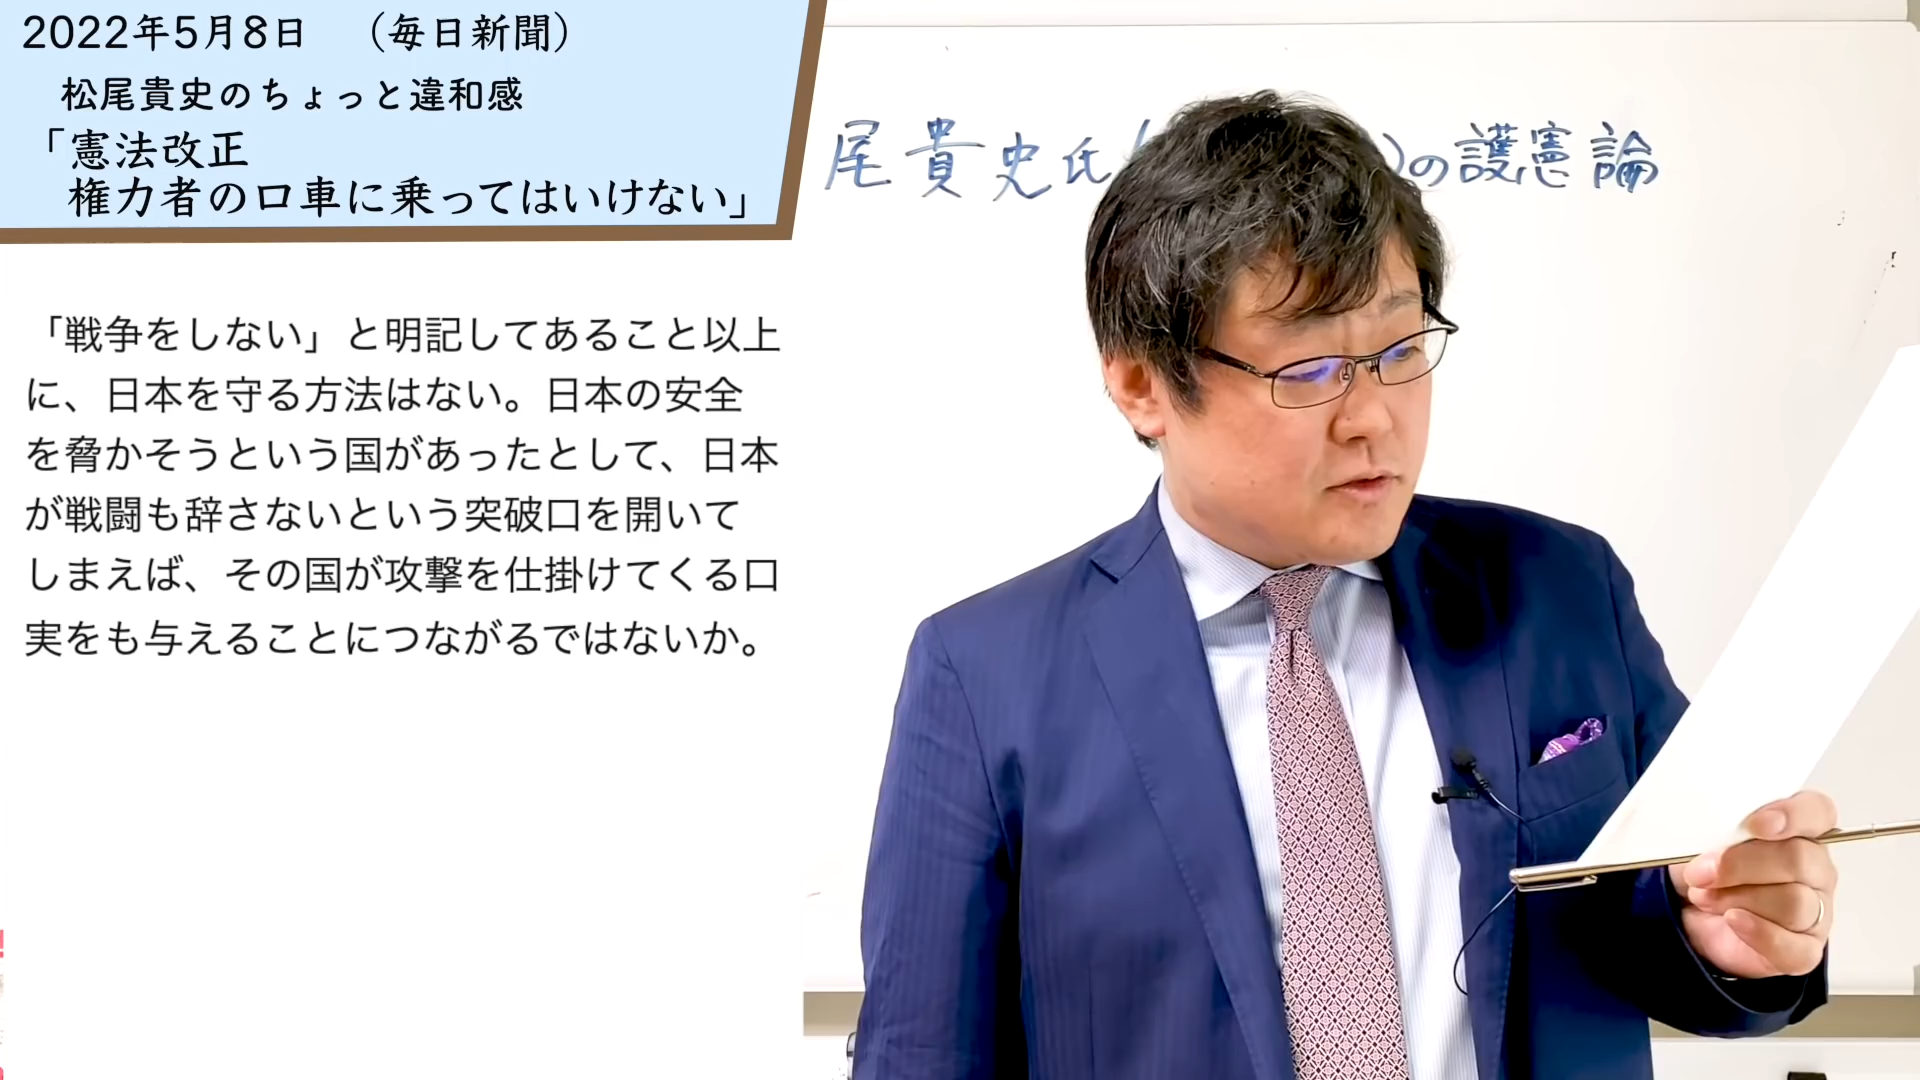 2022年5月8日　（毎日新聞）
松尾貴史のちょっと違和感
「憲法改正
権力者の口車に乗ってはいけない」
尾貴史氏(　)の護憲論
「戦争をしない」と明記してあること以上
に、日本を守る方法はない。日本の安全
を脅かそうという国があったとして、日本
が戦闘も辞さないという突破口を開いて
しまえば、その国が攻撃を仕掛けてくる口
実をも与えることにつながるではないか。